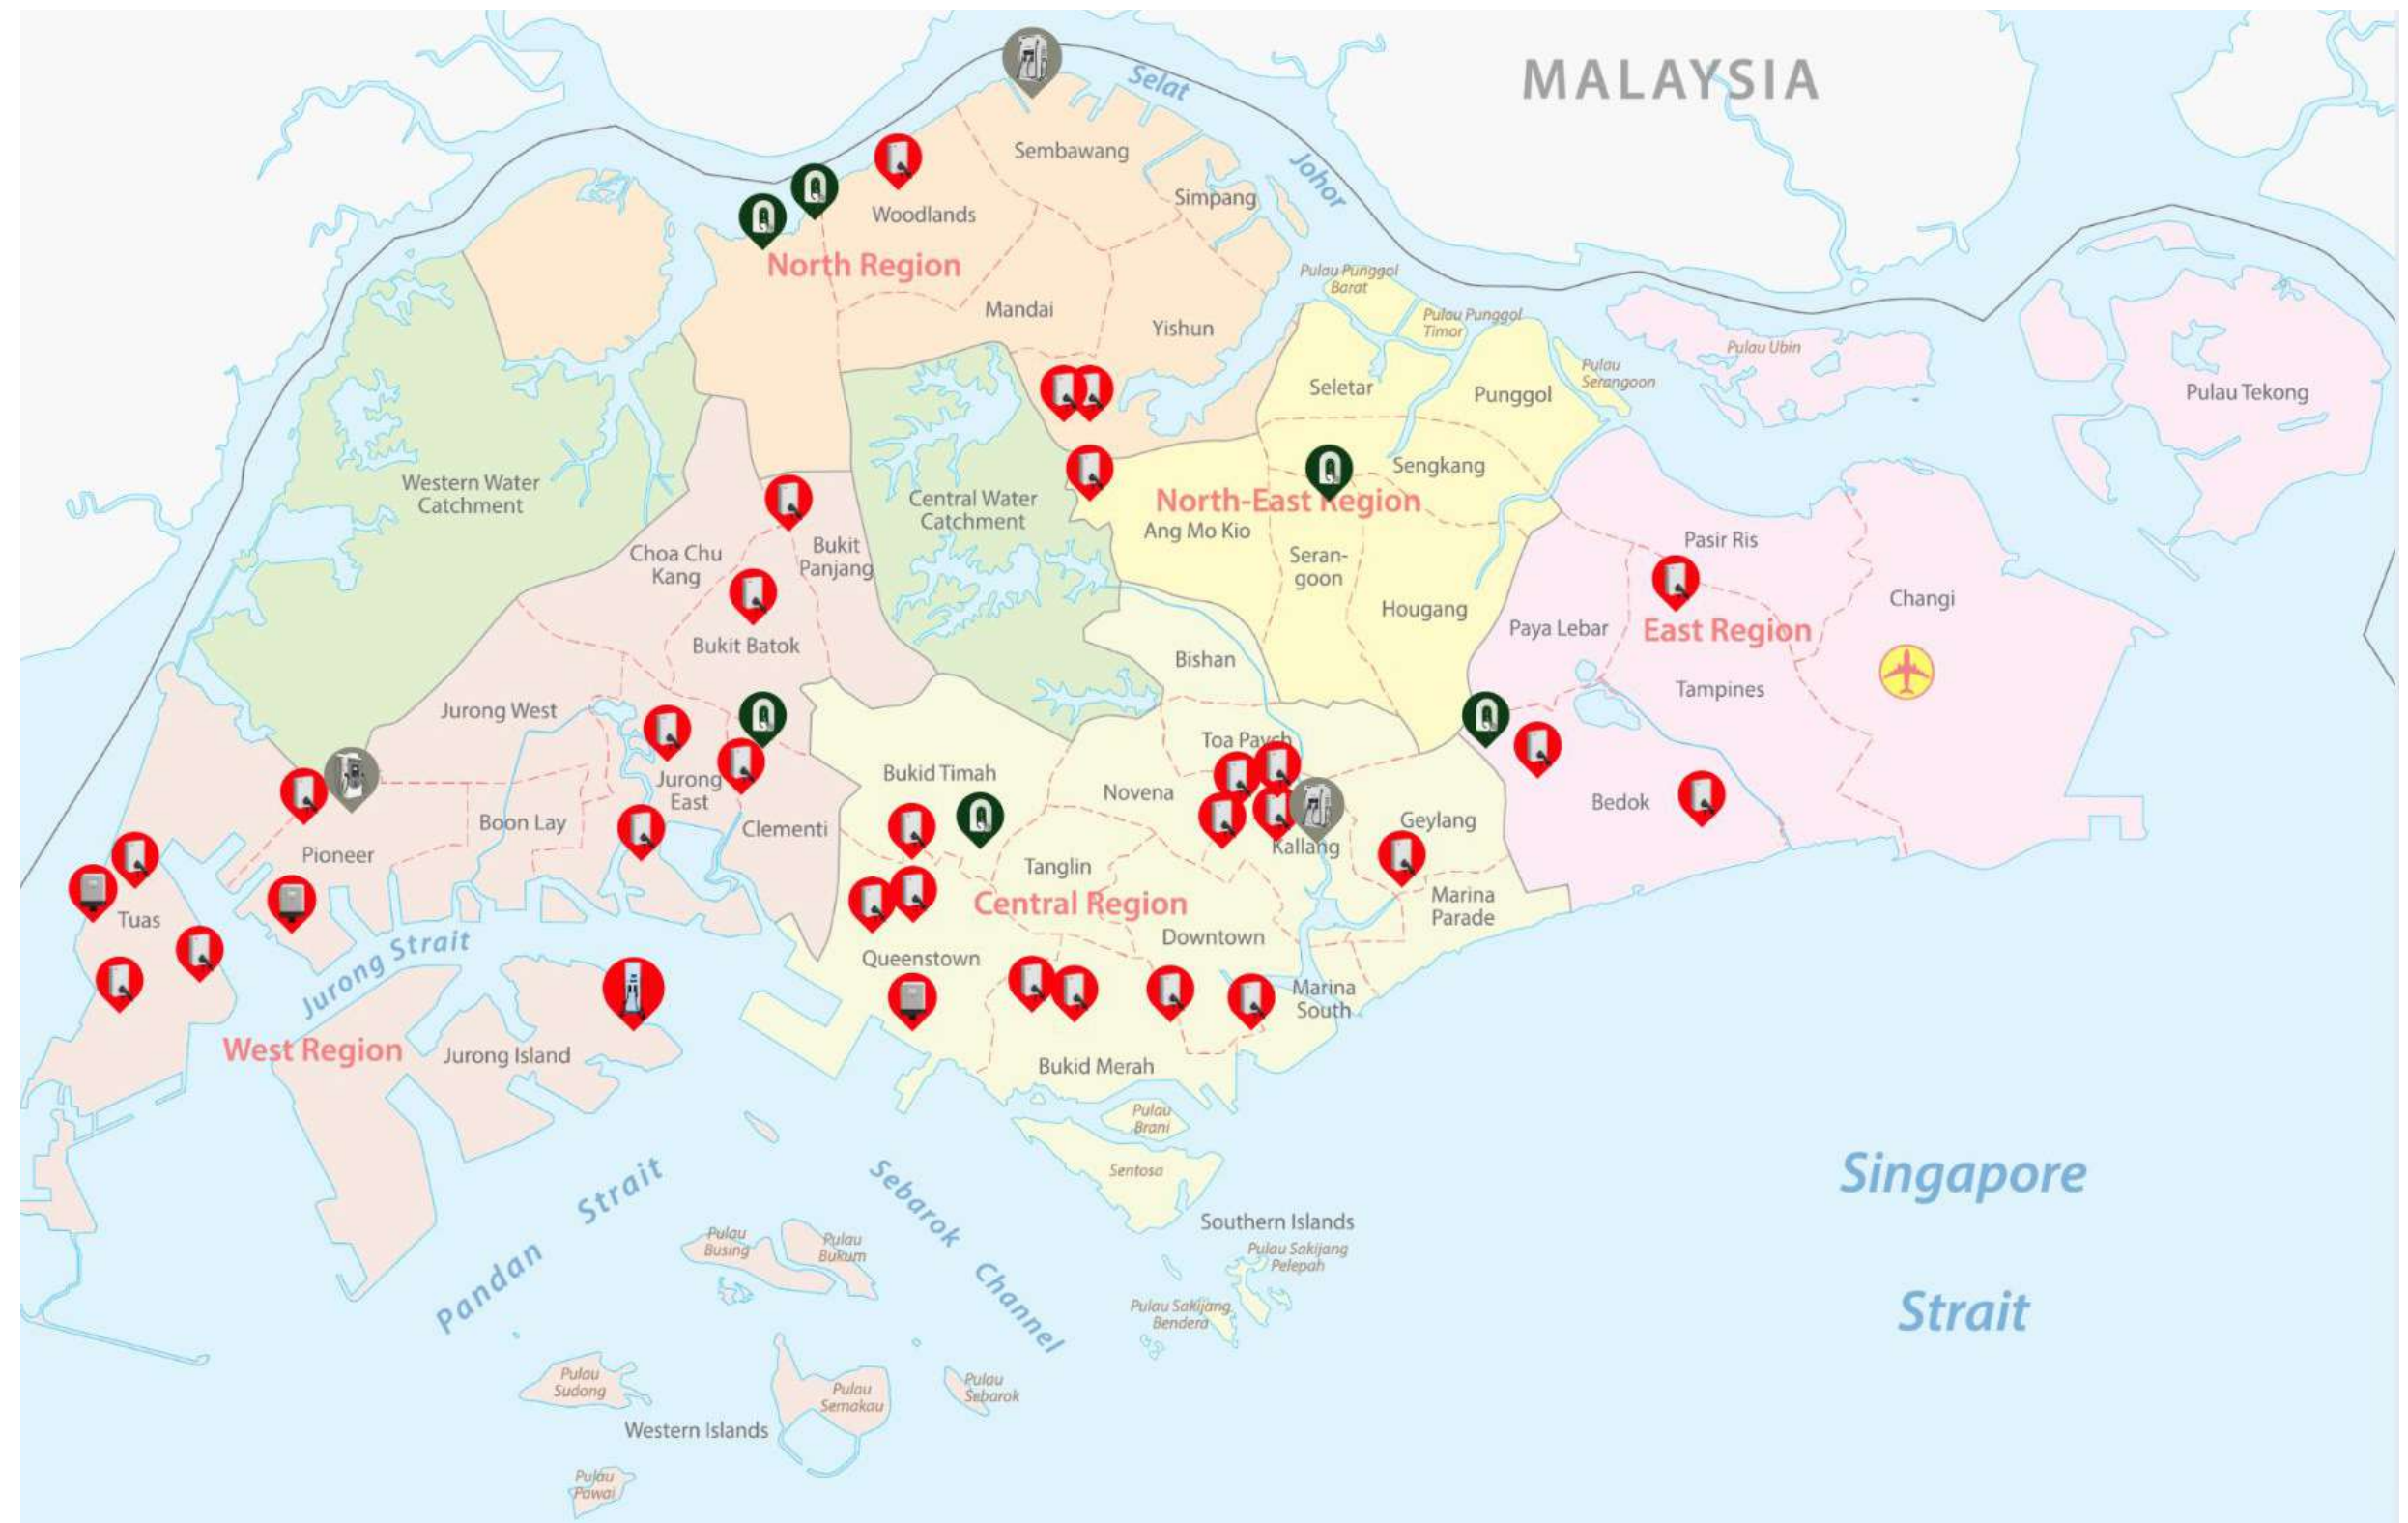 MALAYSIA
Selat
Johor
Sembawang
Simpang
Woodlands
North Region
Mandai
Yishun
Pulau Punggol
Barat
Pulau Punggol
Timor
Pulau
Serangoon
Pulau Ubin
Pulau Tekong
Seletar
Punggol
Sengkang
Western Water
Catchment
Central Water
Catchment
North-East Region
Ang Mo Kio
Seran-
goon
Hougang
Choa Chu
Kang
Bukit
Panjang
Bukit Batok
Pasir Ris
Changi
Paya Lebar
East Region
Tampines
Bishan
Jurong West
Toa Payoh
Bukid Timah
Novena
Jurong
East
Boon Lay
Clementi
Pioneer
Geylang
Kallang
Bedok
Tanglin
Central Region
Marina
Parade
Tuas
Jurong Strait
Downtown
Queenstown
Marina
South
West Region
Jurong Island
Bukid Merah
Pulau
Brani
Sentosa
Pandan Strait
Sebarok Channel
Singapore
Strait
Southern Islands
Pulau Sakijang
Pelepah
Pulau Sakijang
Bendera
Pulau
Busing
Pulau
Bukum
Pulau
Sudong
Pulau
Semakau
Pulau
Sebarok
Western Islands
Pulau
Pawai